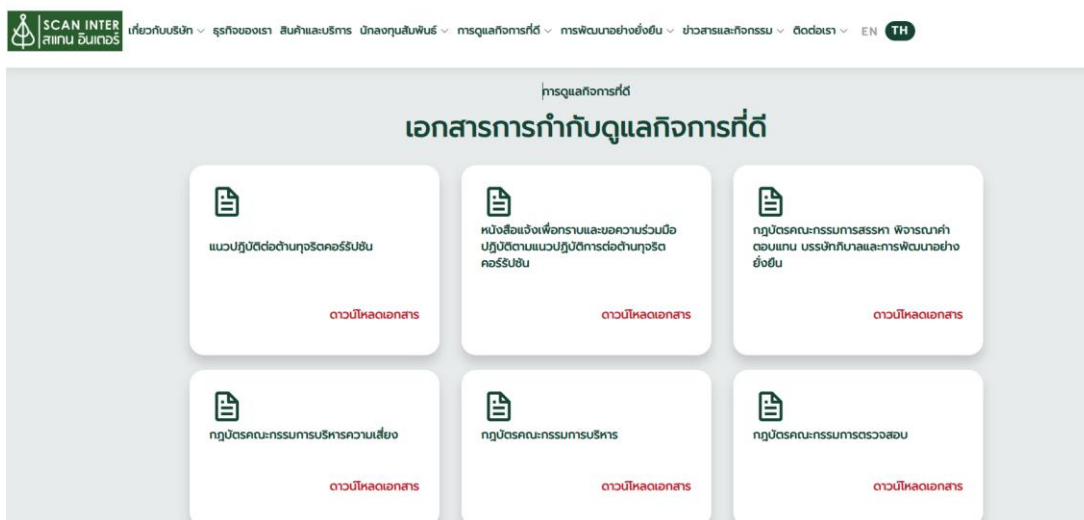 SCAN INTER
สแกน อินเตอร์
เกี่ยวกับบริษัท ธุรกิจของเรา สินค้าและบริการ นักลงทุนสัมพันธ์ การดูแลกิจการที่ดี การพัฒนาอย่างยั่งยืน ข่าวสารและกิจกรรม ติดต่อเรา EN TH
การดูแลกิจการที่ดี
เอกสารการกำกับดูแลกิจการที่ดี
แนวปฏิบัติต่อต้านทุจริตคอร์รัปชัน
ดาวน์โหลดเอกสาร
หนังสือแจ้งเพื่อทราบและขอความร่วมมือ
ปฏิบัติตามแนวปฏิบัติการต่อต้านทุจริต
คอร์รัปชัน
ดาวน์โหลดเอกสาร
กฎบัตรคณะกรรมการสรรหา พิจารณาค่า
ตอบแทน บรรษัทภิบาลและการพัฒนาอย่าง
ยั่งยืน
ดาวน์โหลดเอกสาร
กฎบัตรคณะกรรมการบริหารความเสี่ยง
ดาวน์โหลดเอกสาร
กฎบัตรคณะกรรมการบริหาร
ดาวน์โหลดเอกสาร
กฎบัตรคณะกรรมการตรวจสอบ
ดาวน์โหลดเอกสาร